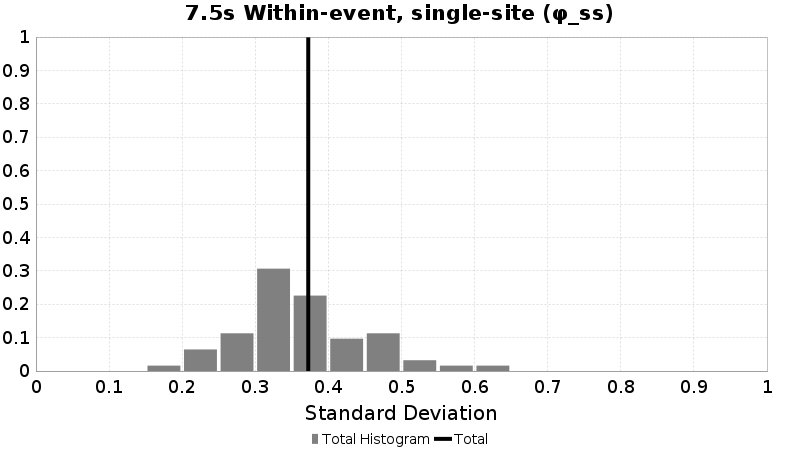 7.5s Within-event, single-site (φ_ss)
1
0.9
0.8
0.7
0.6
0.5
0.4
0.3
0.2
0.1
0
0 0.1 0.2 0.3 0.4 0.5 0.6 0.7 0.8 0.9 1
Standard Deviation
Total Histogram Total